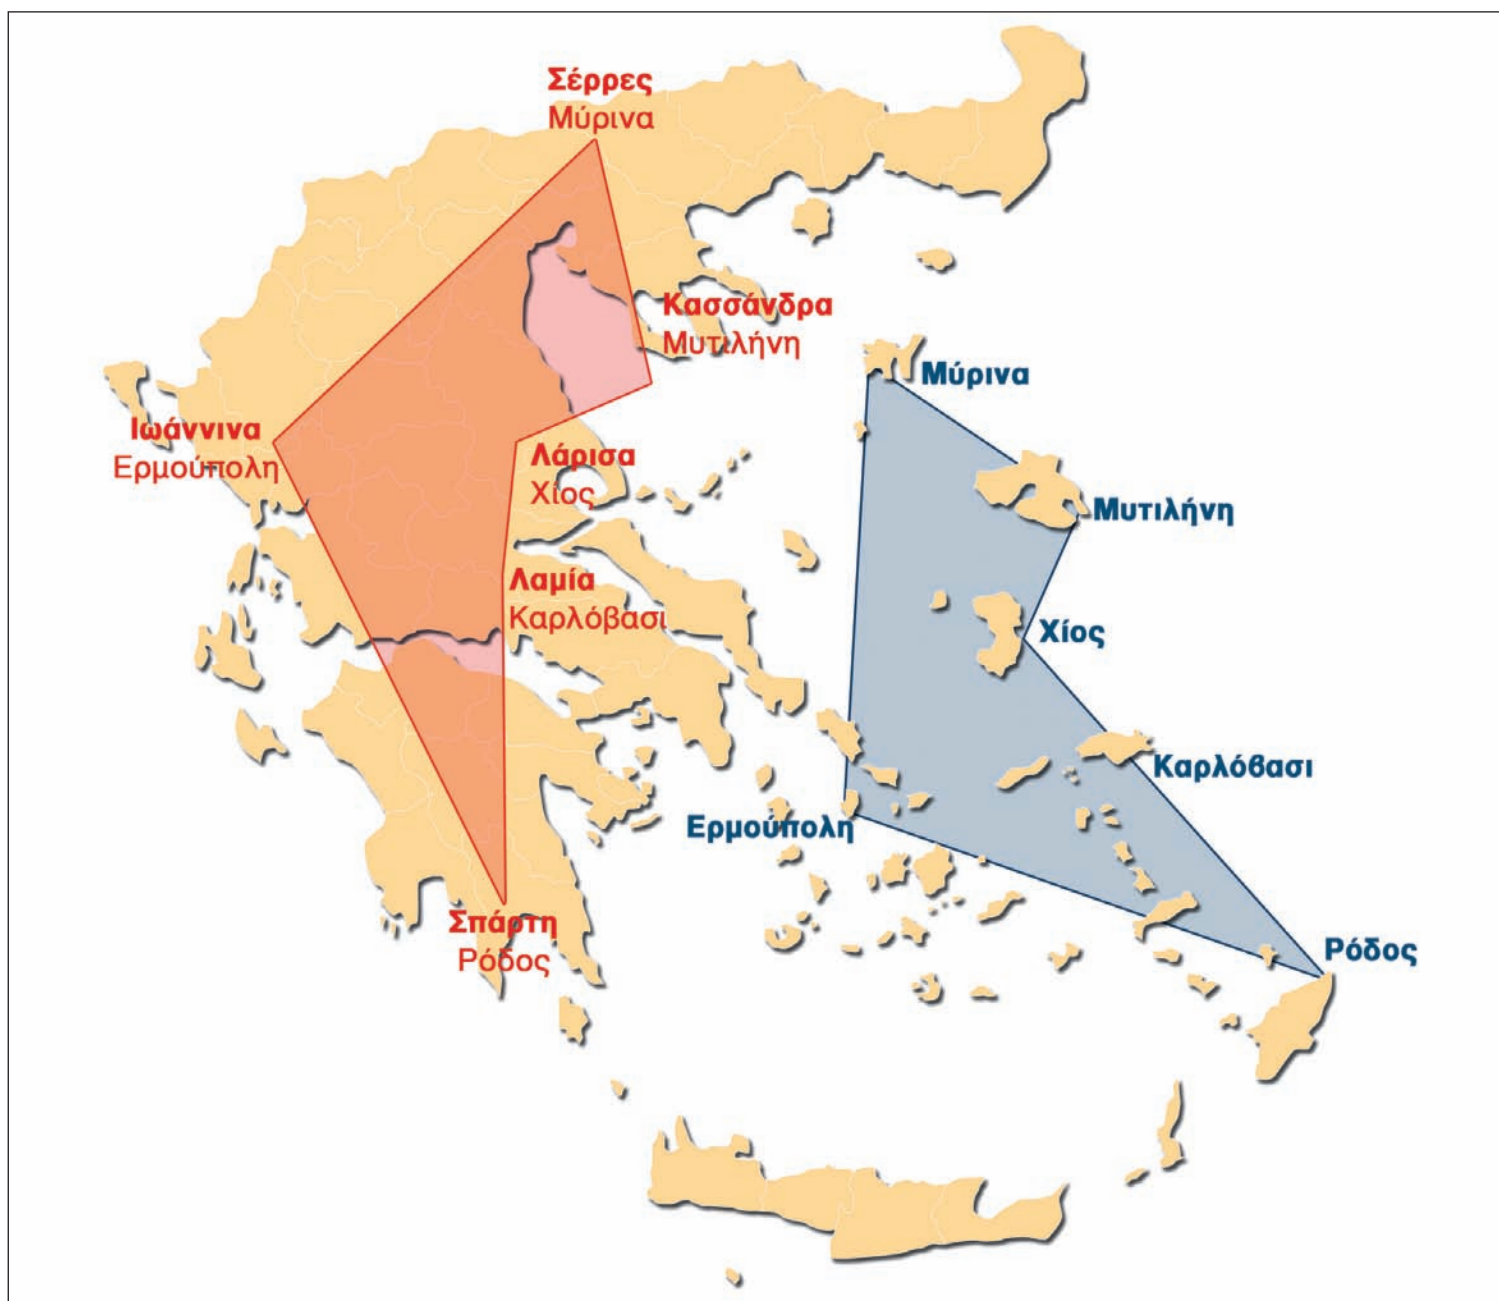 Σέρρες
Μύρινα
Κασσάνδρα
Μυτιλήνη
Μύρινα
Ιωάννινα
Ερμούπολη
Λάρισα
Χίος
Μυτιλήνη
Λαμία
Καρλόβασι
Χίος
Καρλόβασι
Ερμούπολη
Σπάρτη
Ρόδος
Ρόδος